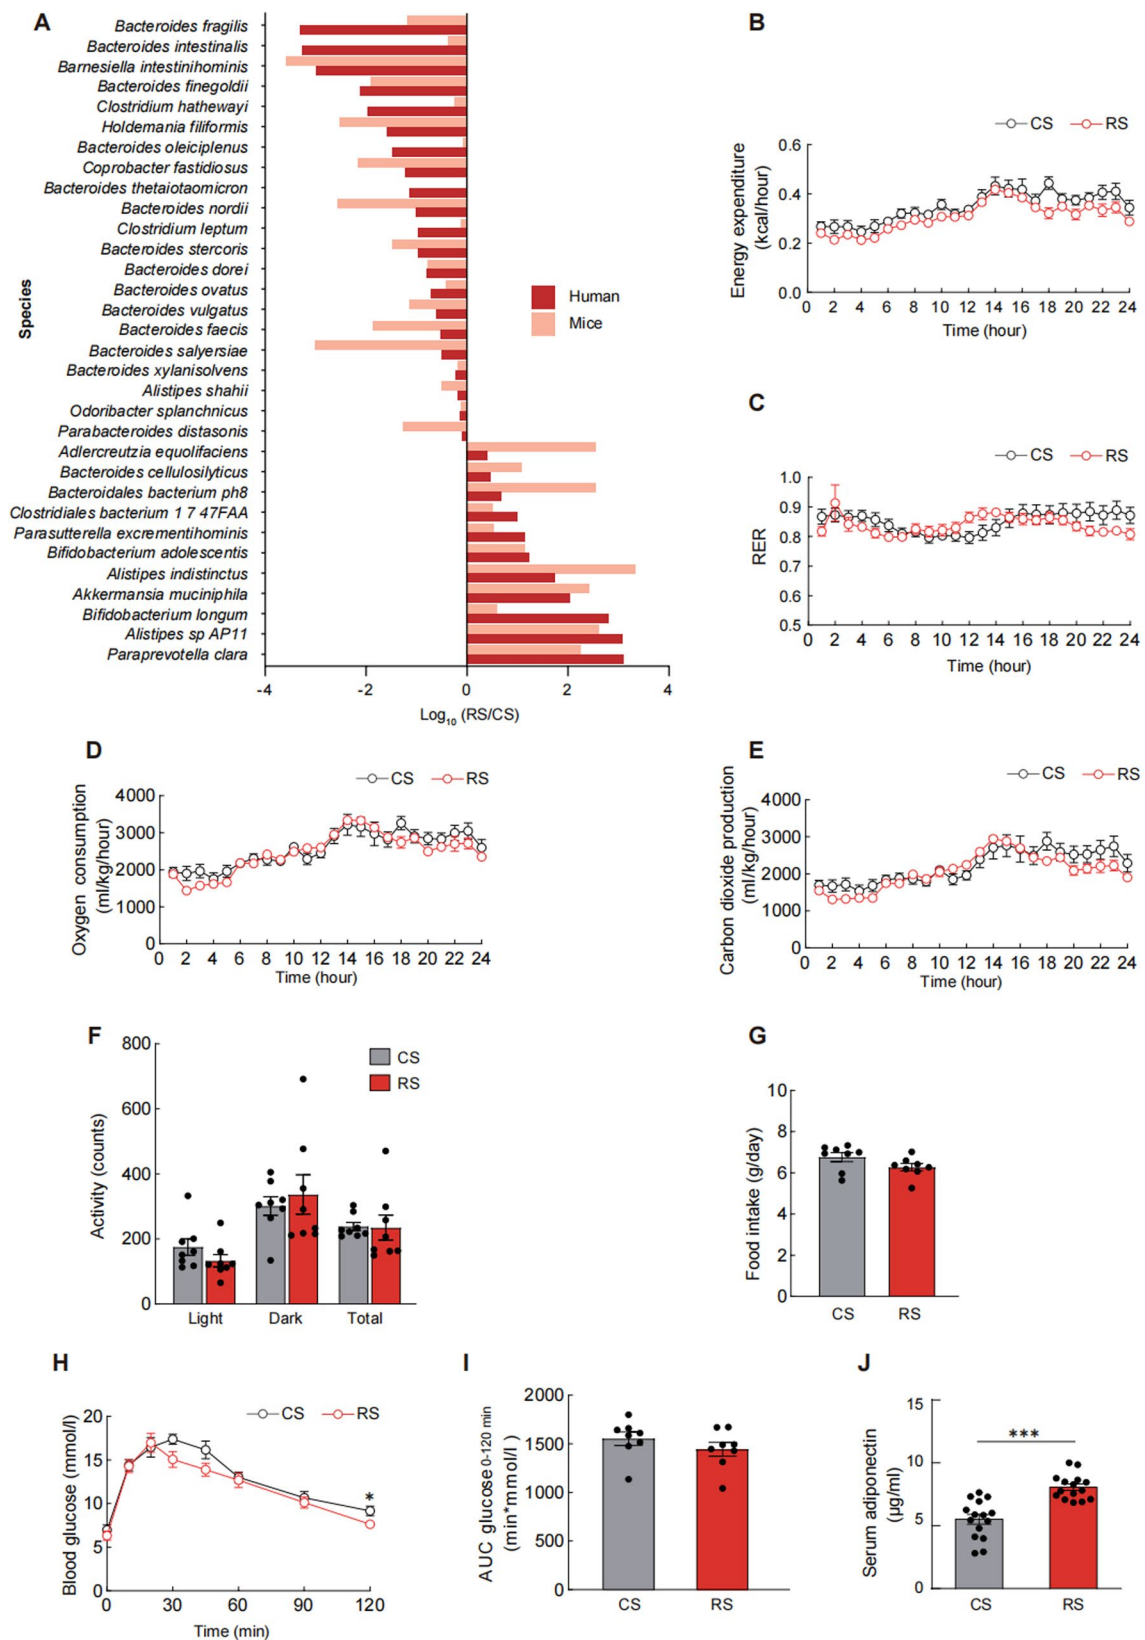 A
Bacteroides fragilis
Bacteroides intestinalis
Barnesiella intestinihominis
Bacteroides finegoldii
Clostridium hathewayi
Holdemania filiformis
Bacteroides oleiciplenus
Coprobacter fastidiosus
Bacteroides thetaiotaomicron
Bacteroides nordii
Clostridium leptum
Bacteroides stercoris
Bacteroides dorei
Bacteroides ovatus
Bacteroides vulgatus
Bacteroides faecis
Bacteroides salyersiae
Bacteroides xylanisolvens
Alistipes shahii
Odoribacter splanchnicus
Parabacteroides distasonis
Adlercreutzia equolifaciens
Bacteroides cellulosilyticus
Bacteroidales bacterium ph8
Clostridiales bacterium 1 7 47FAA
Parasutterella excrementihominis
Bifidobacterium adolescentis
Alistipes indistinctus
Akkermansia muciniphila
Bifidobacterium longum
Alistipes sp AP11
Paraprevotella clara
Species
Human
Mice
-4 -2 0 2 4
Log10 (RS/CS)
B
CS RS
Energy expenditure
(kcal/hour)
0.6
0.4
0.2
0.0
0 2 4 6 8 10 12 14 16 18 20 22 24
Time (hour)
C
CS RS
RER
1.0
0.9
0.8
0.7
0.6
0.5
0 2 4 6 8 10 12 14 16 18 20 22 24
Time (hour)
D
CS RS
Oxygen consumption
(ml/kg/hour)
4000
3000
2000
1000
0
0 2 4 6 8 10 12 14 16 18 20 22 24
Time (hour)
E
CS RS
Carbon dioxide production
(ml/kg/hour)
4000
3000
2000
1000
0
0 2 4 6 8 10 12 14 16 18 20 22 24
Time (hour)
F
CS
RS
Activity (counts)
800
600
400
200
0
Light Dark Total
G
Food intake (g/day)
10
8
6
4
2
0
CS RS
H
CS RS
Blood glucose (mmol/l)
20
15
10
5
0
*
0 30 60 90 120
Time (min)
I
AUC glucose 0-120 min
(min*mmol/l )
2000
1500
1000
500
0
CS RS
J
Serum adiponectin
(μg/ml)
15
10
5
0
***
CS RS